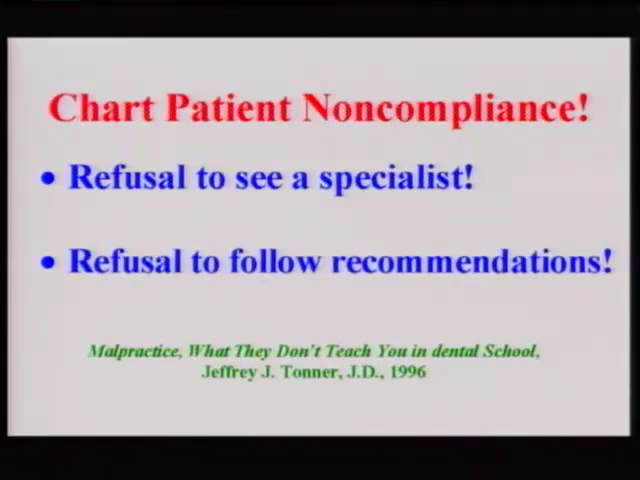 Chart Patient Noncompliance!
• Refusal to see a specialist!
• Refusal to follow recommendations!
Malpractice, What They Don't Teach You in dental School,
Jeffrey J. Tonner, J.D., 1996